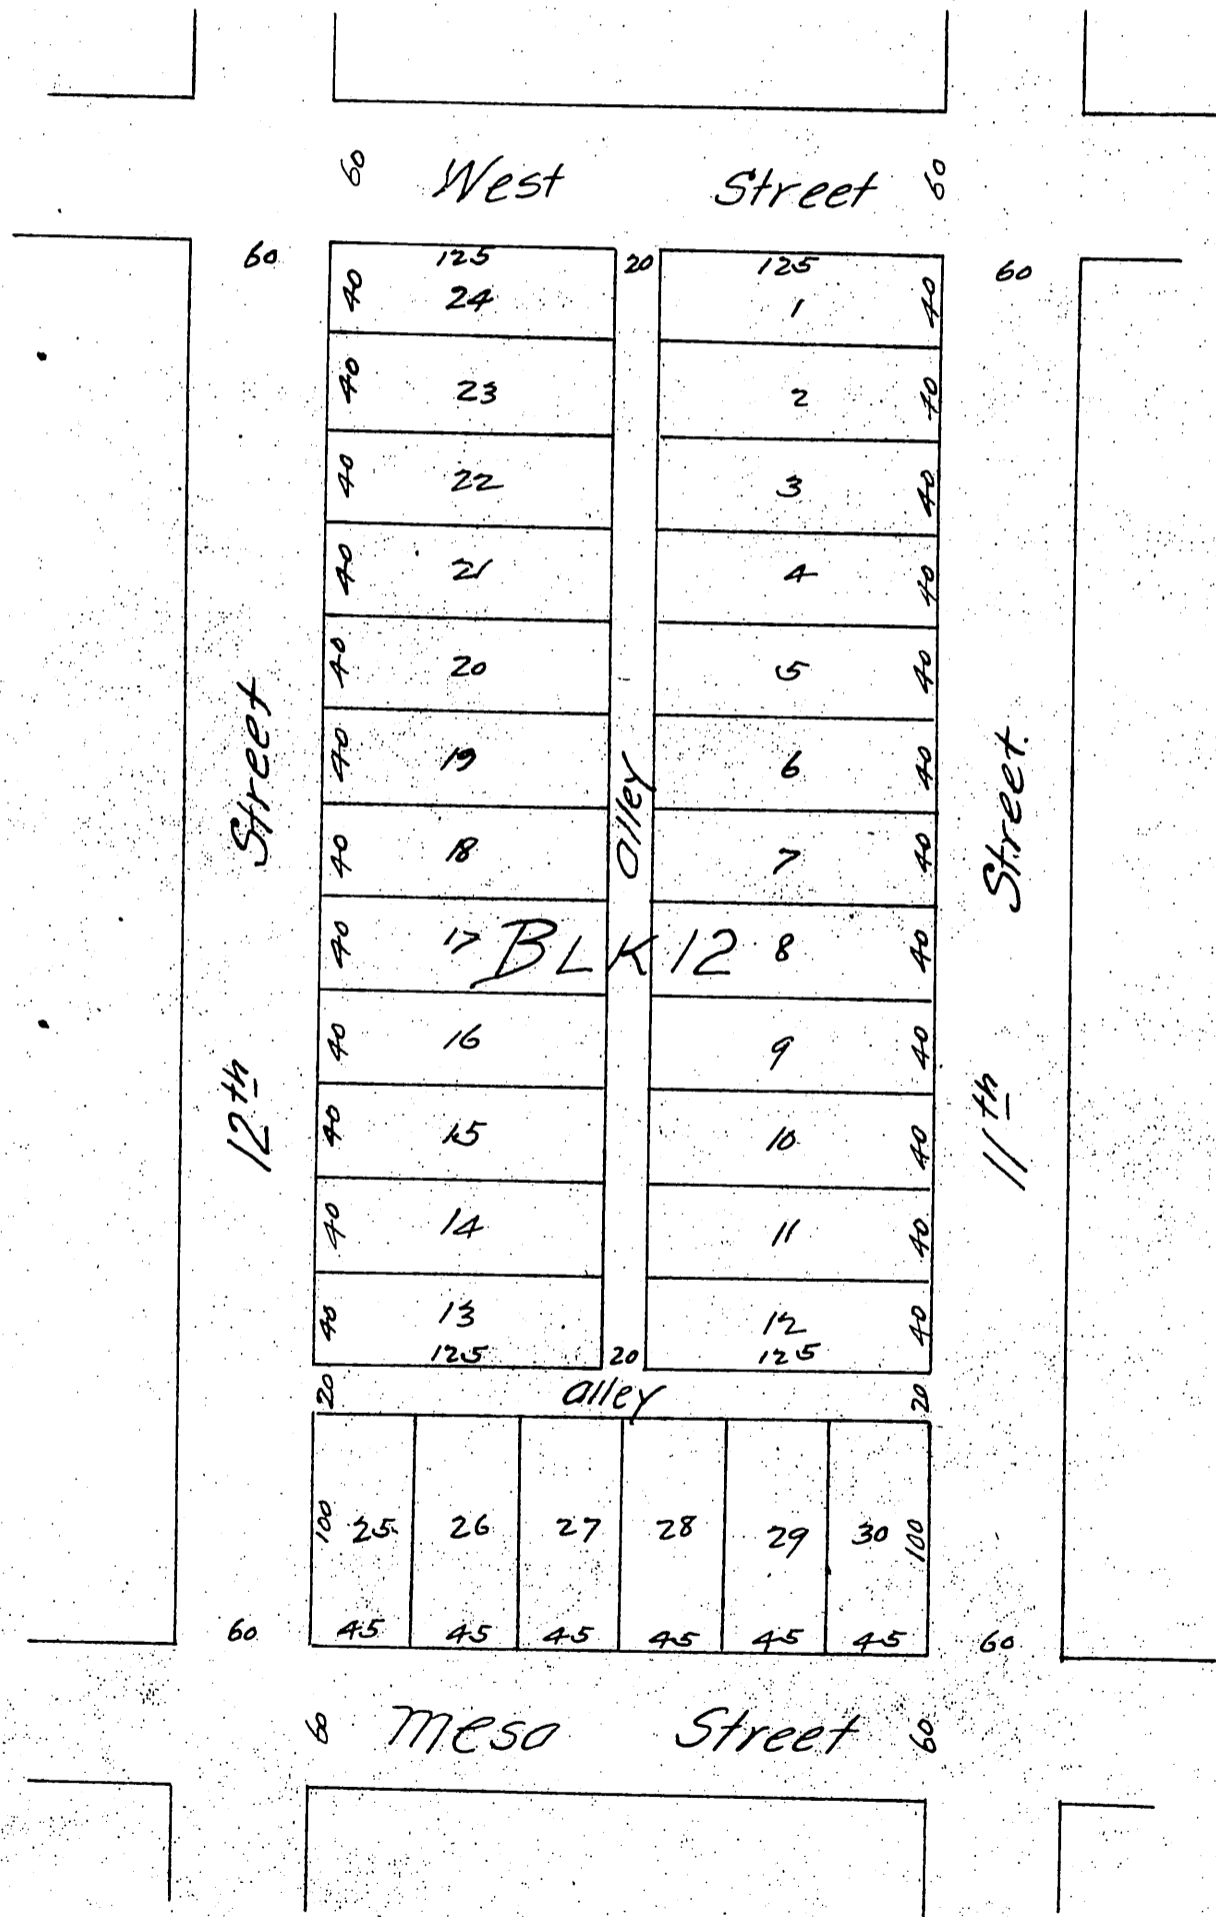 60 West Street 60
60 125 20 125 60
40 24 1 40
40 23 2 40
40 22 3 40
40 21 4 40
40 20 5 40
40 19 6 40
40 18 7 40
40 17 BLK 12 8 40
40 16 9 40
40 15 10 40
40 14 11 40
40 13 12 40
125 20 125
12th Street
alley
11th Street
20 alley 20
100 25 26 27 28 29 30 100
60 45 45 45 45 45 45 60
60 Mesa Street 60